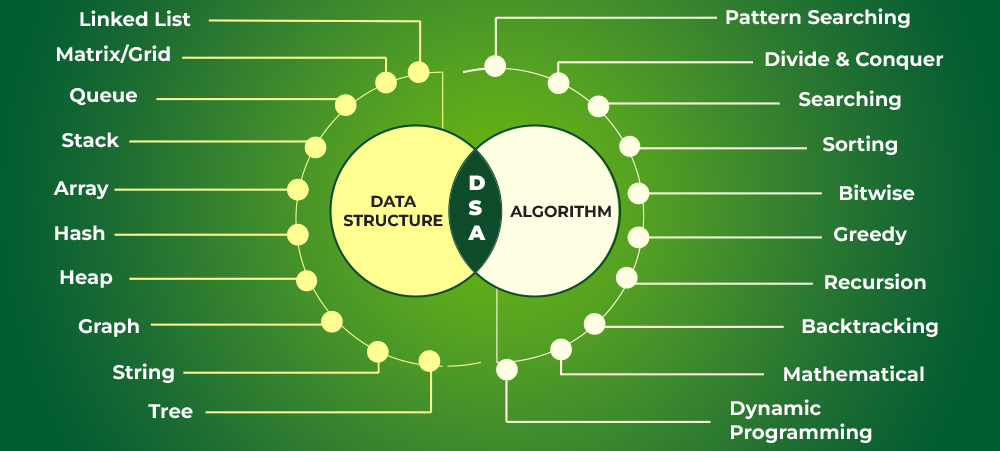 Linked List
Matrix/Grid
Queue
Stack
Array
Hash
Heap
Graph
String
Tree
DATA
STRUCTURE
D
S
A
ALGORITHM
Pattern Searching
Divide & Conquer
Searching
Sorting
Bitwise
Greedy
Recursion
Backtracking
Mathematical
Dynamic
Programming